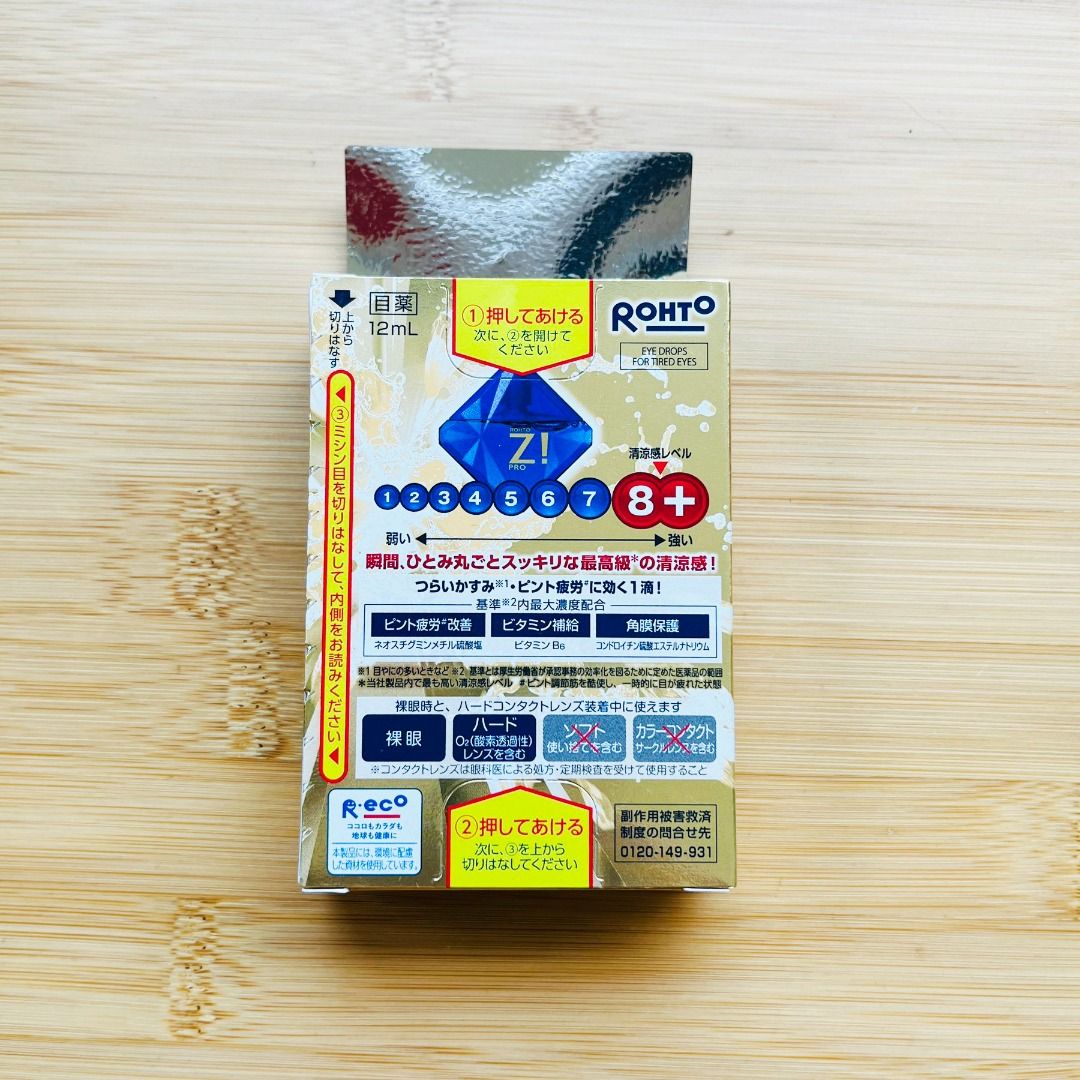 上から
切りはなす
目薬
12mL
①押してあける
次に、②を開けて
ください
ROHTO
EYE DROPS
FOR TIRED EYES
③ミシン目を切りはなして、内側をお読みください
ROHTO
Z!
PRO
清涼感レベル
1 2 3 4 5 6 7 8+
弱い 強い
瞬間、ひとみ丸ごとスッキリな最高級*の清涼感!
つらいかすみ※1・ピント疲労#に効く1滴!
基準※2内最大濃度配合
ピント疲労#改善 ビタミン補給 角膜保護
ネオスチグミンメチル硫酸塩 ビタミンB6 コンドロイチン硫酸エステルナトリウム
※1 目やにの多いときなど ※2 基準とは厚生労働省が承認事務の効率化を図るために定めた医薬品の範囲
*当社製品内で最も高い清涼感レベル #ピント調節筋を酷使し、一時的に目が疲れた状態
裸眼時と、ハードコンタクトレンズ装着中に使えます
裸眼
ハード
O2(酸素透過性)
レンズを含む
ソフト
使い捨てを含む
カラーコンタクト
サークルレンズを含む
※コンタクトレンズは眼科医による処方・定期検査を受けて使用すること
R・eco
ココロもカラダも
地球も健康に
本製品には、環境に配慮
した資材を使用しています。
②押してあける
次に、③を上から
切りはなしてください
副作用被害救済
制度の問合せ先
0120-149-931